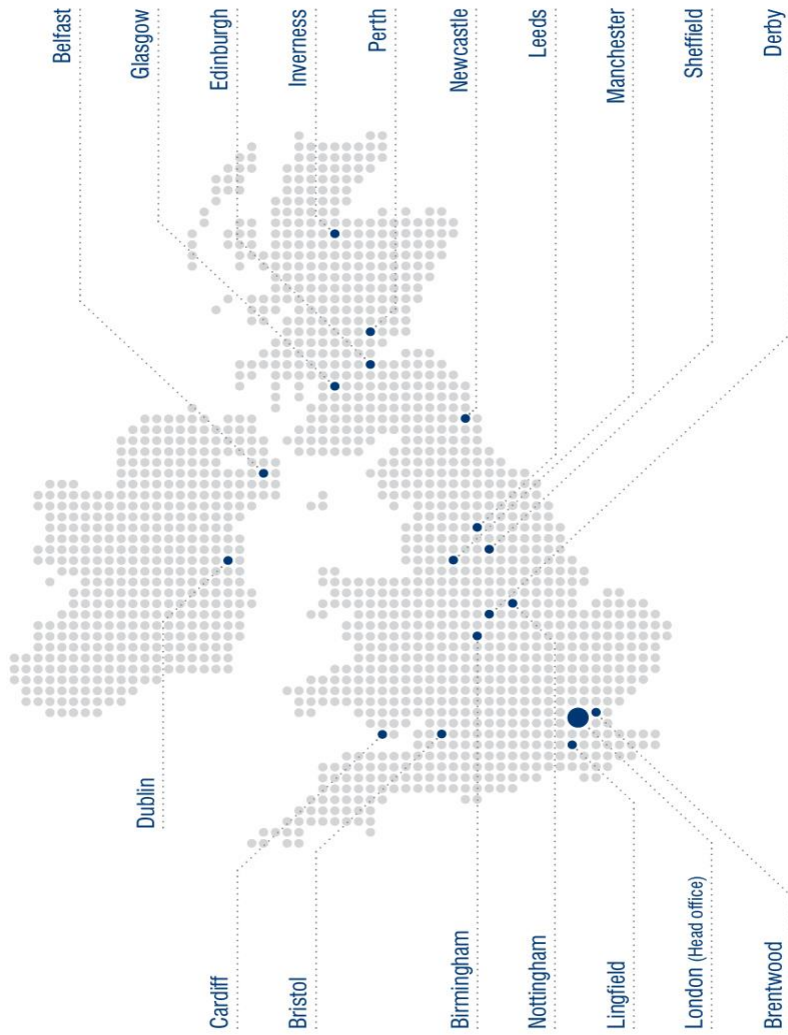 Belfast
Glasgow
Edinburgh
Inverness
Perth
Newcastle
Leeds
Manchester
Sheffield
Derby
Dublin
Cardiff
Bristol
Birmingham
Nottingham
Lingfield
London (Head office)
Brentwood